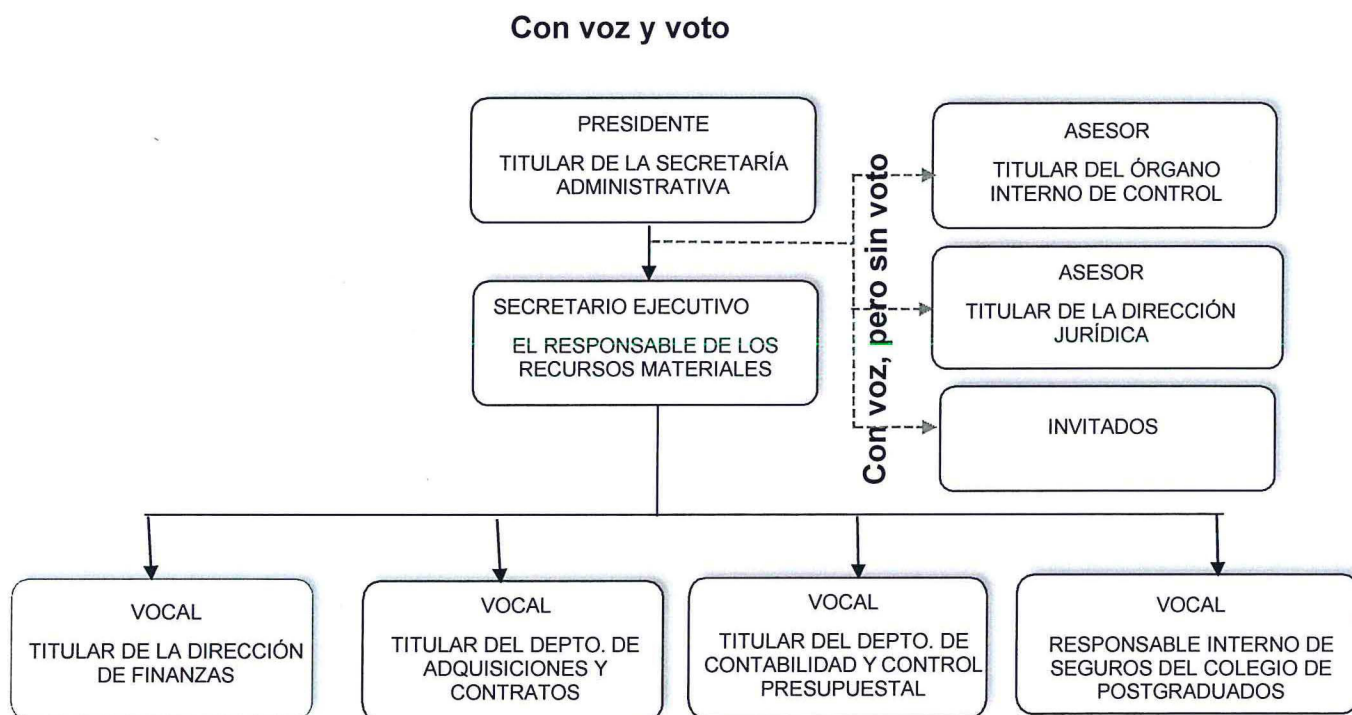 Con voz y voto
PRESIDENTE
TITULAR DE LA SECRETARÍA
ADMINISTRATIVA
Con voz, pero sin voto
ASESOR
TITULAR DEL ÓRGANO
INTERNO DE CONTROL
ASESOR
TITULAR DE LA DIRECCIÓN
JURÍDICA
INVITADOS
SECRETARIO EJECUTIVO
EL RESPONSABLE DE LOS
RECURSOS MATERIALES
VOCAL
TITULAR DE LA DIRECCIÓN
DE FINANZAS
VOCAL
TITULAR DEL DEPTO. DE
ADQUISICIONES Y
CONTRATOS
VOCAL
TITULAR DEL DEPTO. DE
CONTABILIDAD Y CONTROL
PRESUPUESTAL
VOCAL
RESPONSABLE INTERNO DE
SEGUROS DEL COLEGIO DE
POSTGRADUADOS